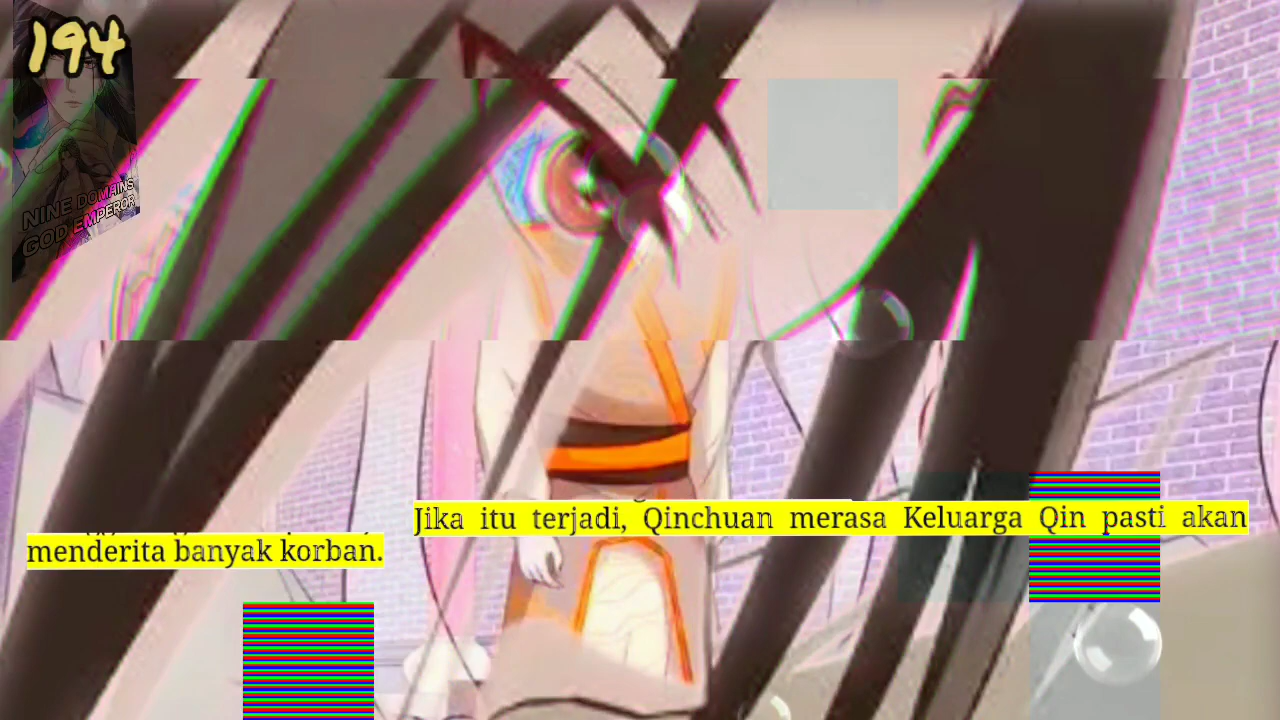 194
NINE DOMAINS
GOD EMPEROR
Jika itu terjadi, Qinchuan merasa Keluarga Qin pasti akan
menderita banyak korban.